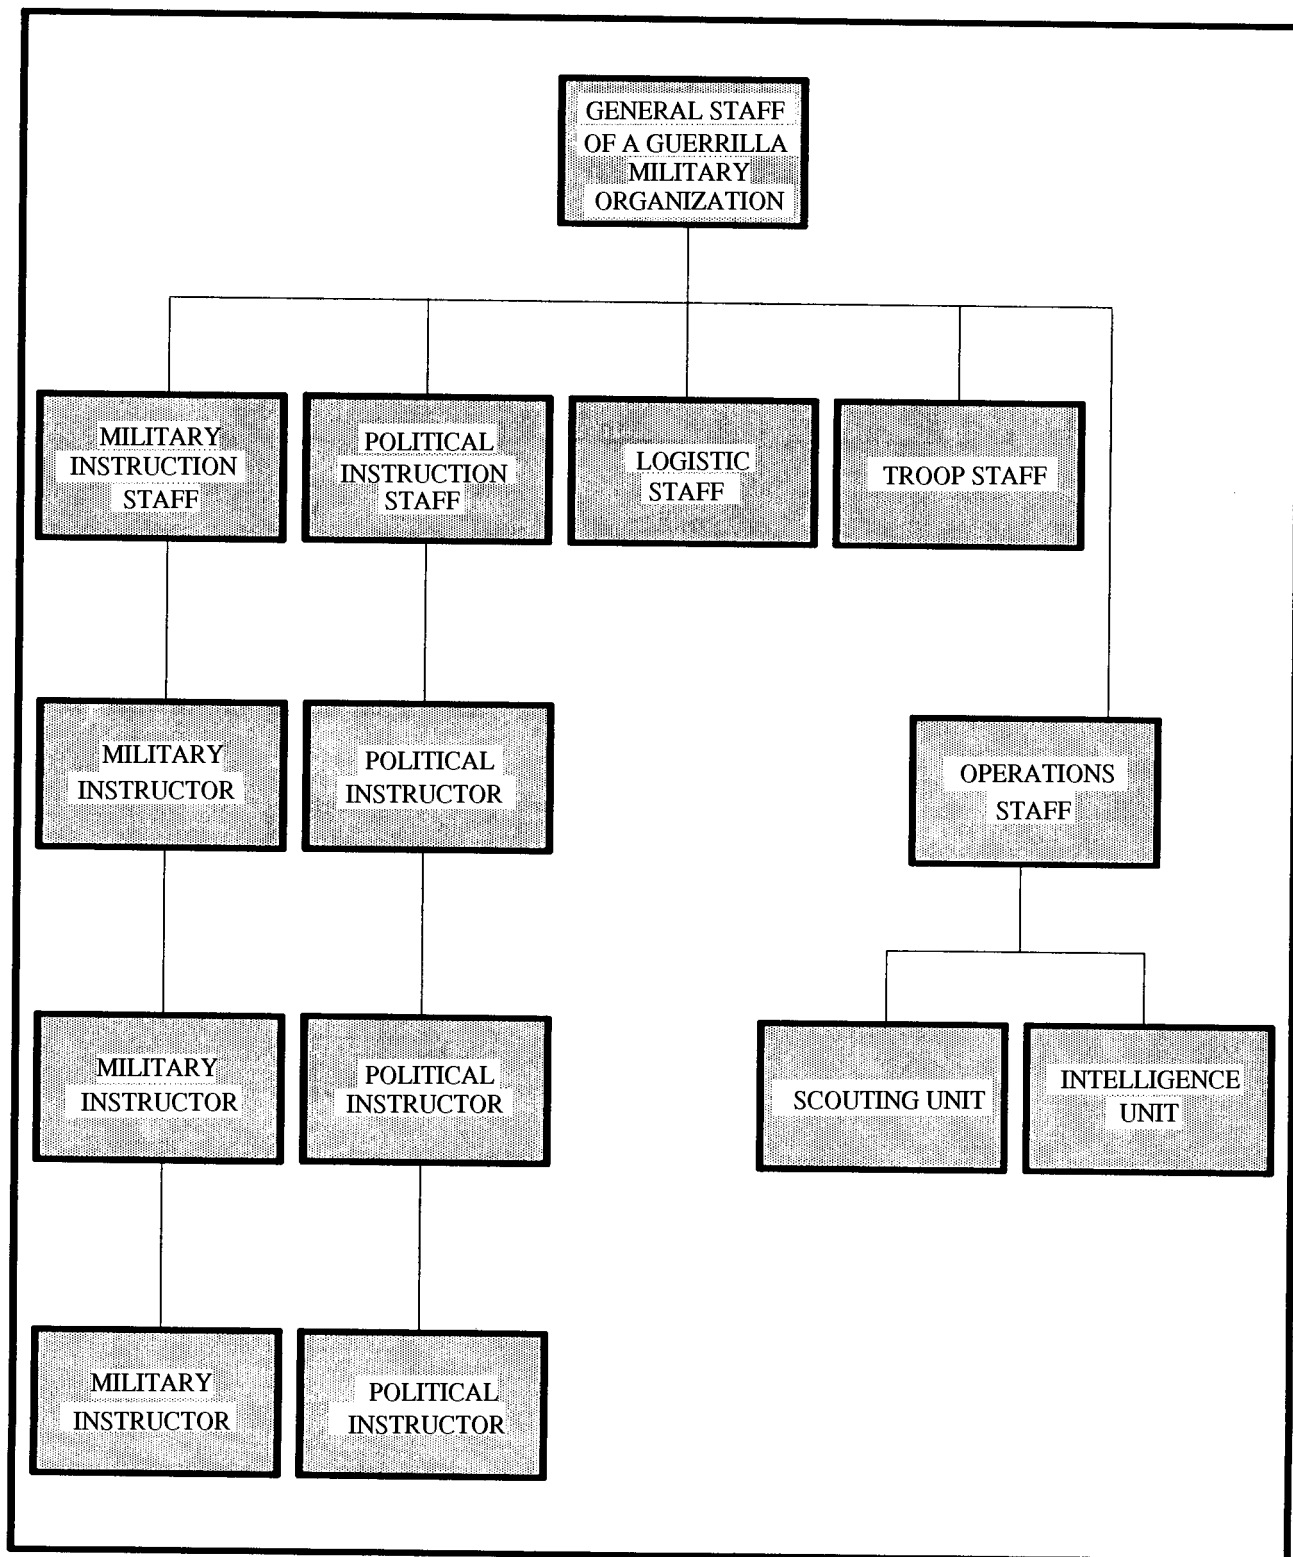 GENERAL STAFF
OF A GUERRILLA
MILITARY
ORGANIZATION
MILITARY
INSTRUCTION
STAFF
POLITICAL
INSTRUCTION
STAFF
LOGISTIC
STAFF
TROOP STAFF
MILITARY
INSTRUCTOR
POLITICAL
INSTRUCTOR
OPERATIONS
STAFF
MILITARY
INSTRUCTOR
POLITICAL
INSTRUCTOR
SCOUTING UNIT
INTELLIGENCE
UNIT
MILITARY
INSTRUCTOR
POLITICAL
INSTRUCTOR